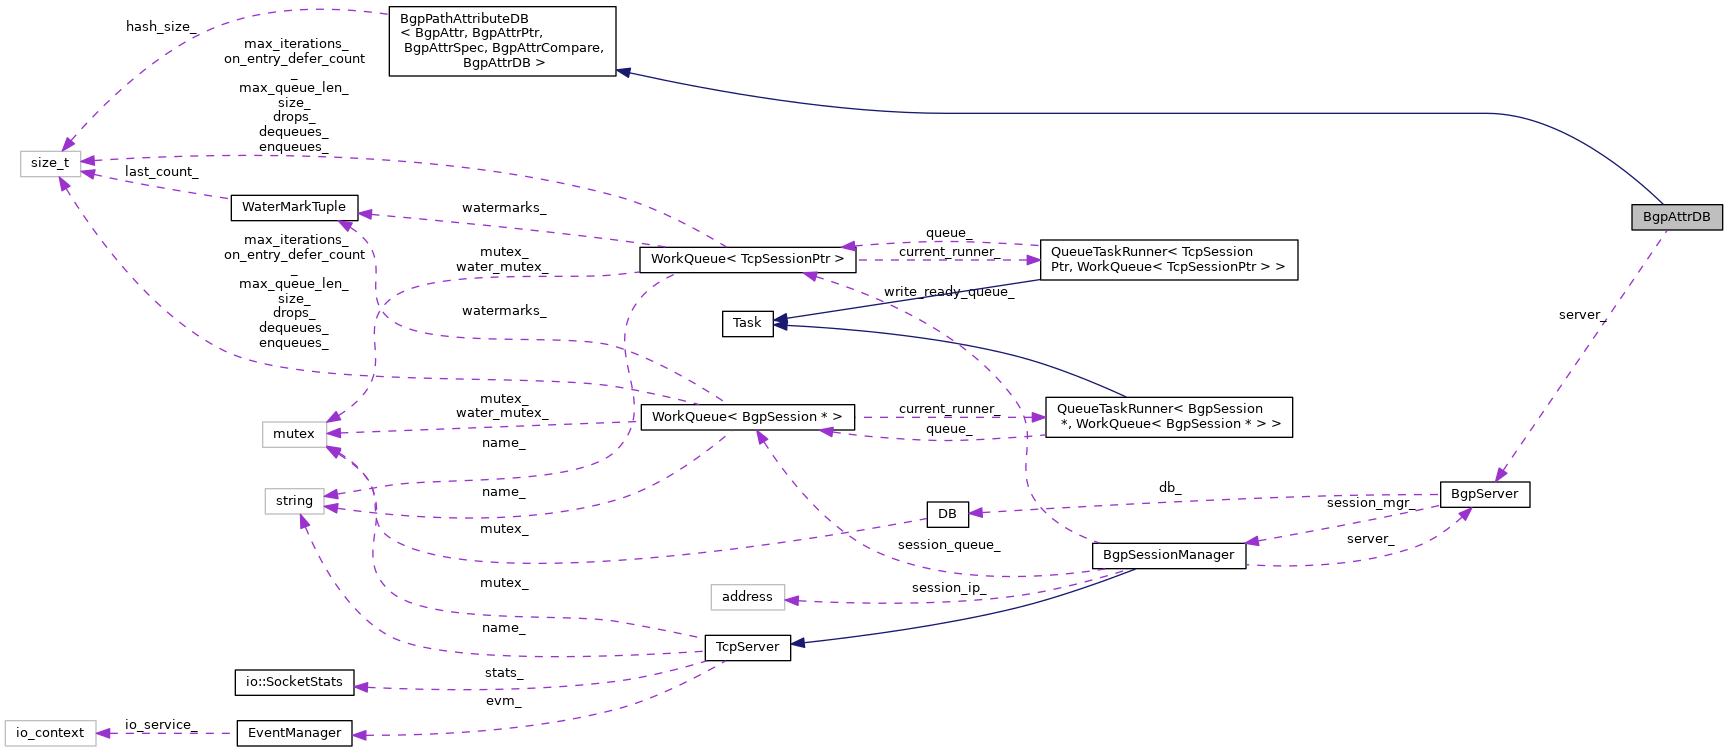 hash_size_
BgpPathAttributeDB
< BgpAttr, BgpAttrPtr,
BgpAttrSpec, BgpAttrCompare,
BgpAttrDB >
max_iterations_
on_entry_defer_count
_
max_queue_len_
size_
drops_
dequeues_
enqueues_
size_t
last_count_
WaterMarkTuple
watermarks_
BgpAttrDB
max_iterations_
on_entry_defer_count
_
max_queue_len_
size_
drops_
dequeues_
enqueues_
mutex_
water_mutex_
WorkQueue< TcpSessionPtr >
queue_
current_runner_
QueueTaskRunner< TcpSession
Ptr, WorkQueue< TcpSessionPtr > >
write_ready_queue_
watermarks_
Task
server_
mutex_
water_mutex_
WorkQueue< BgpSession * >
current_runner_
queue_
QueueTaskRunner< BgpSession
*, WorkQueue< BgpSession * > >
mutex
name_
string
name_
mutex_
DB
db_
BgpServer
session_mgr_
server_
session_queue_
BgpSessionManager
address
session_ip_
mutex_
name_
TcpServer
io::SocketStats
stats_
evm_
io_context
io_service_
EventManager